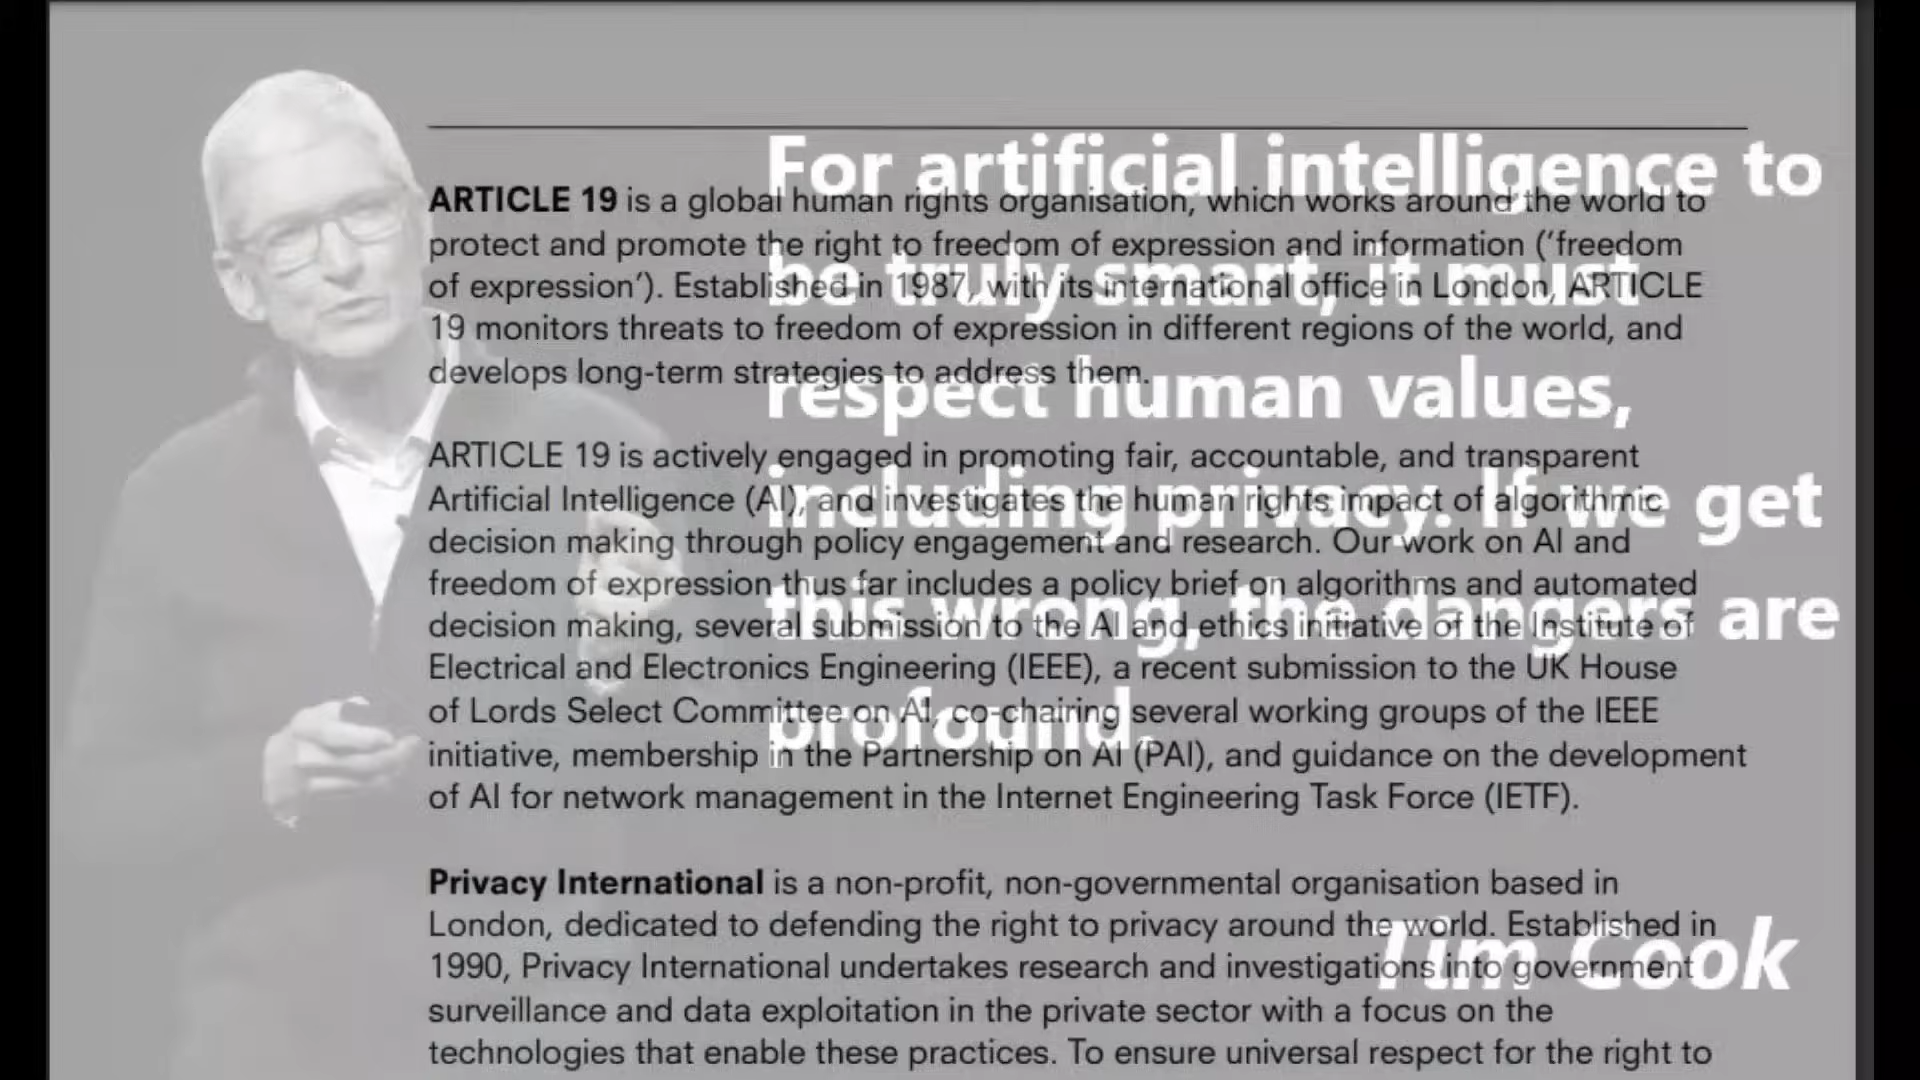 For artificial intelligence to
be truly smart, it must
respect human values,
including privacy. If we get
this wrong, the dangers are
profound.
Tim Cook
ARTICLE 19 is a global human rights organisation, which works around the world to
protect and promote the right to freedom of expression and information (‘freedom
of expression’). Established in 1987, with its international office in London, ARTICLE
19 monitors threats to freedom of expression in different regions of the world, and
develops long-term strategies to address them.
ARTICLE 19 is actively engaged in promoting fair, accountable, and transparent
Artificial Intelligence (AI), and investigates the human rights impact of algorithmic
decision making through policy engagement and research. Our work on AI and
freedom of expression thus far includes a policy brief on algorithms and automated
decision making, several submission to the AI and ethics initiative of the Institute of
Electrical and Electronics Engineering (IEEE), a recent submission to the UK House
of Lords Select Committee on AI, co-chairing several working groups of the IEEE
initiative, membership in the Partnership on AI (PAI), and guidance on the development
of AI for network management in the Internet Engineering Task Force (IETF).
Privacy International is a non-profit, non-governmental organisation based in
London, dedicated to defending the right to privacy around the world. Established in
1990, Privacy International undertakes research and investigations into government
surveillance and data exploitation in the private sector with a focus on the
technologies that enable these practices. To ensure universal respect for the right to